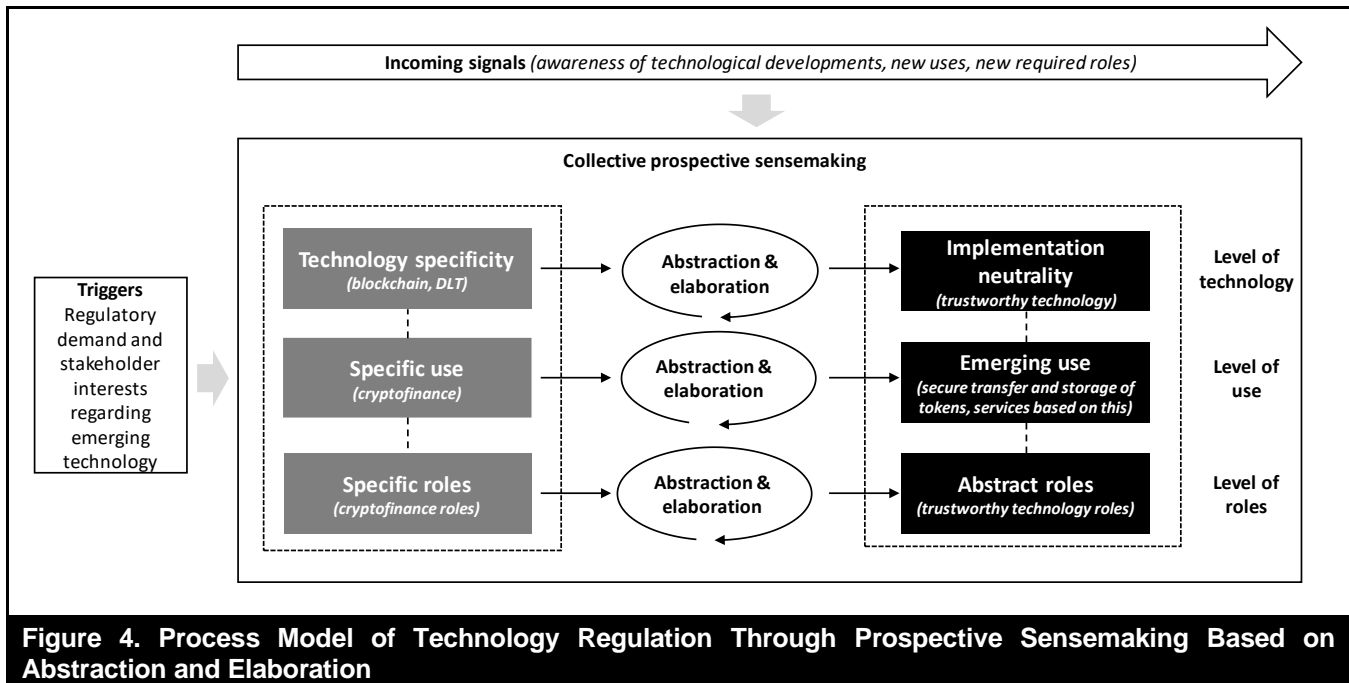 Incoming signals (awareness of technological developments, new uses, new required roles)
Collective prospective sensemaking
Triggers
Regulatory
demand and
stakeholder
interests
regarding
emerging
technology
Technology specificity
(blockchain, DLT)
Abstraction &
elaboration
Implementation
neutrality
(trustworthy technology)
Level of
technology
Specific use
(cryptofinance)
Abstraction &
elaboration
Emerging use
(secure transfer and storage of
tokens, services based on this)
Level of
use
Specific roles
(cryptofinance roles)
Abstraction &
elaboration
Abstract roles
(trustworthy technology roles)
Level of
roles
Figure 4. Process Model of Technology Regulation Through Prospective Sensemaking Based on
Abstraction and Elaboration